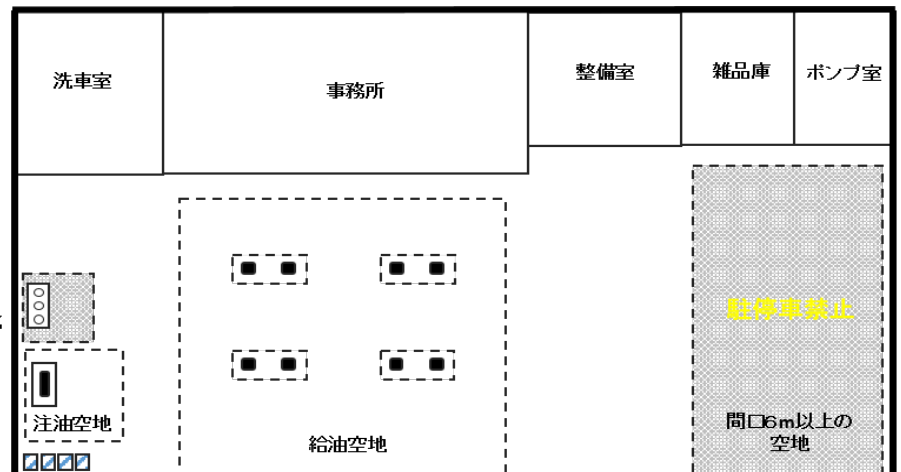 洗車室
事務所
整備室
雑品庫
ポンプ室
駐停車禁止
注油空地
給油空地
間口6m以上の
空地